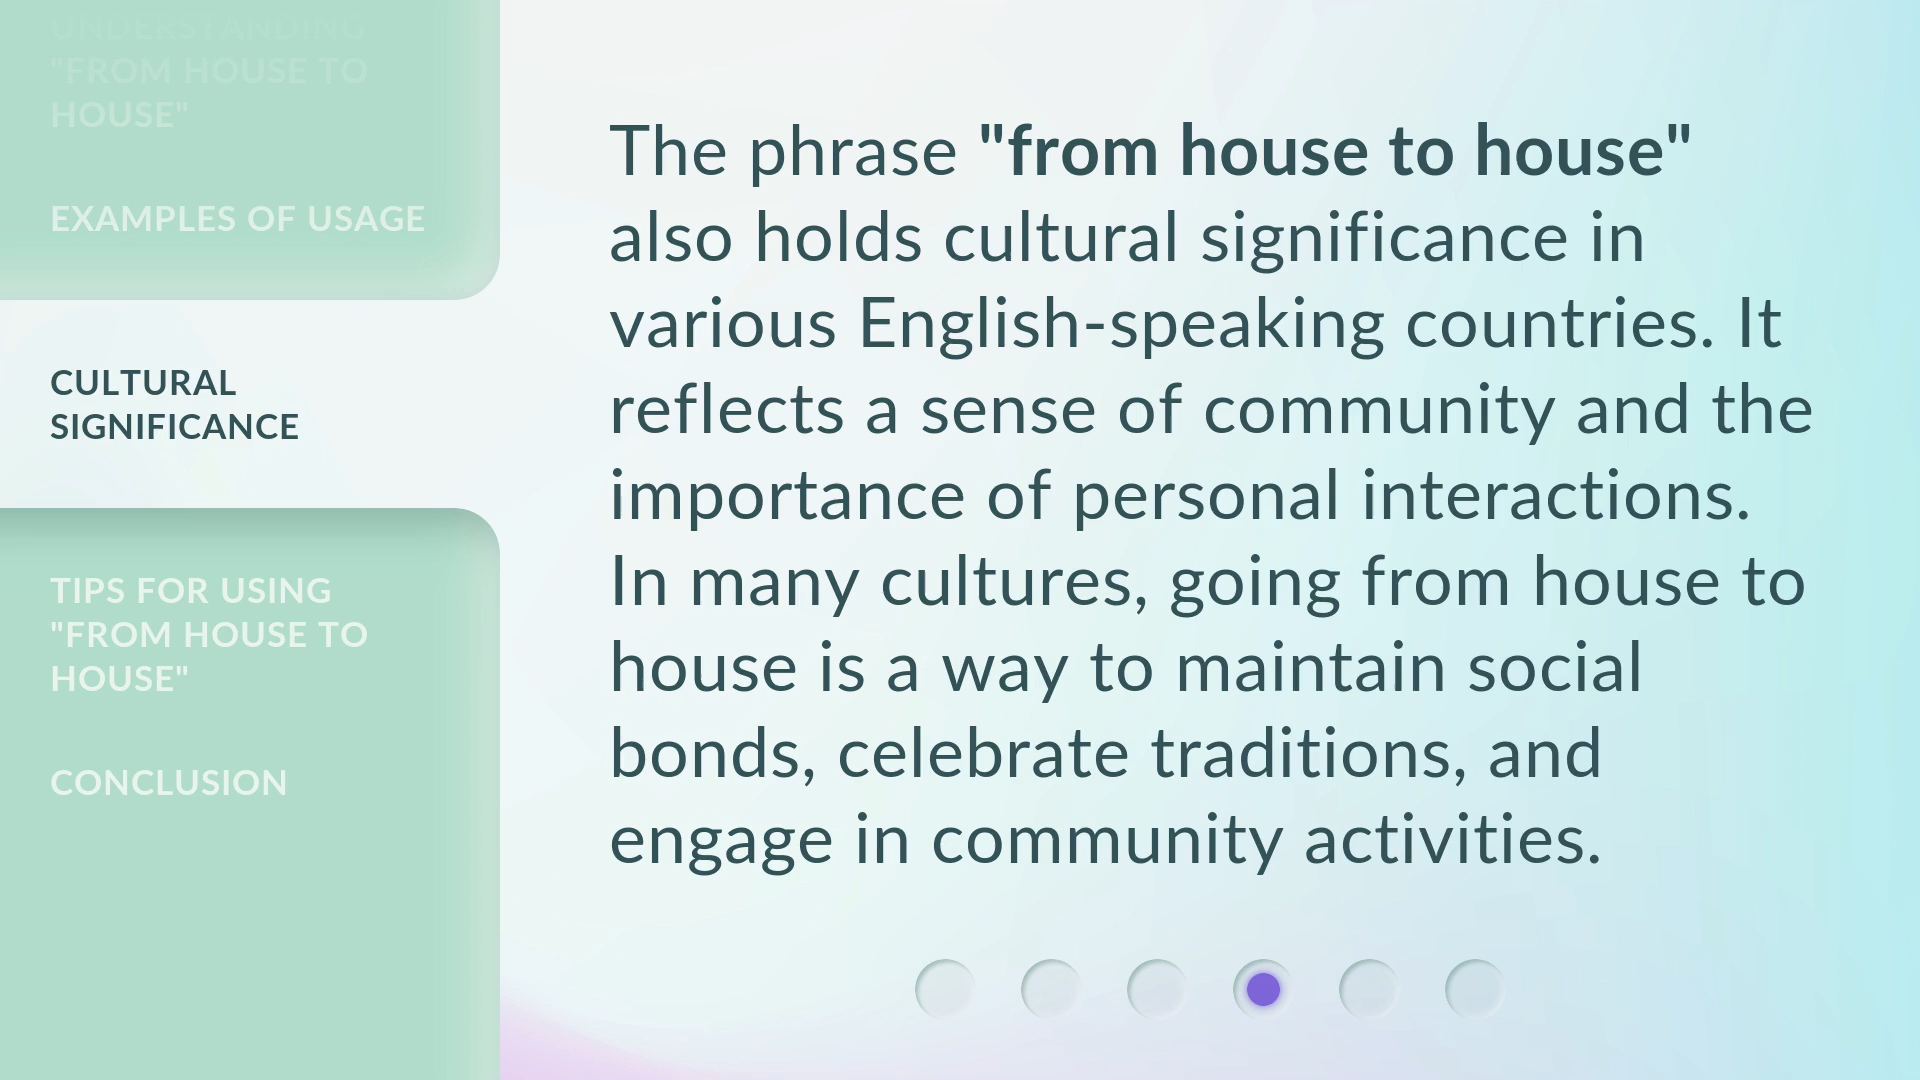 UNDERSTANDING
"FROM HOUSE TO
HOUSE"
EXAMPLES OF USAGE
CULTURAL
SIGNIFICANCE
TIPS FOR USING
"FROM HOUSE TO
HOUSE"
CONCLUSION
The phrase "from house to house"
also holds cultural significance in
various English-speaking countries. It
reflects a sense of community and the
importance of personal interactions.
In many cultures, going from house to
house is a way to maintain social
bonds, celebrate traditions, and
engage in community activities.